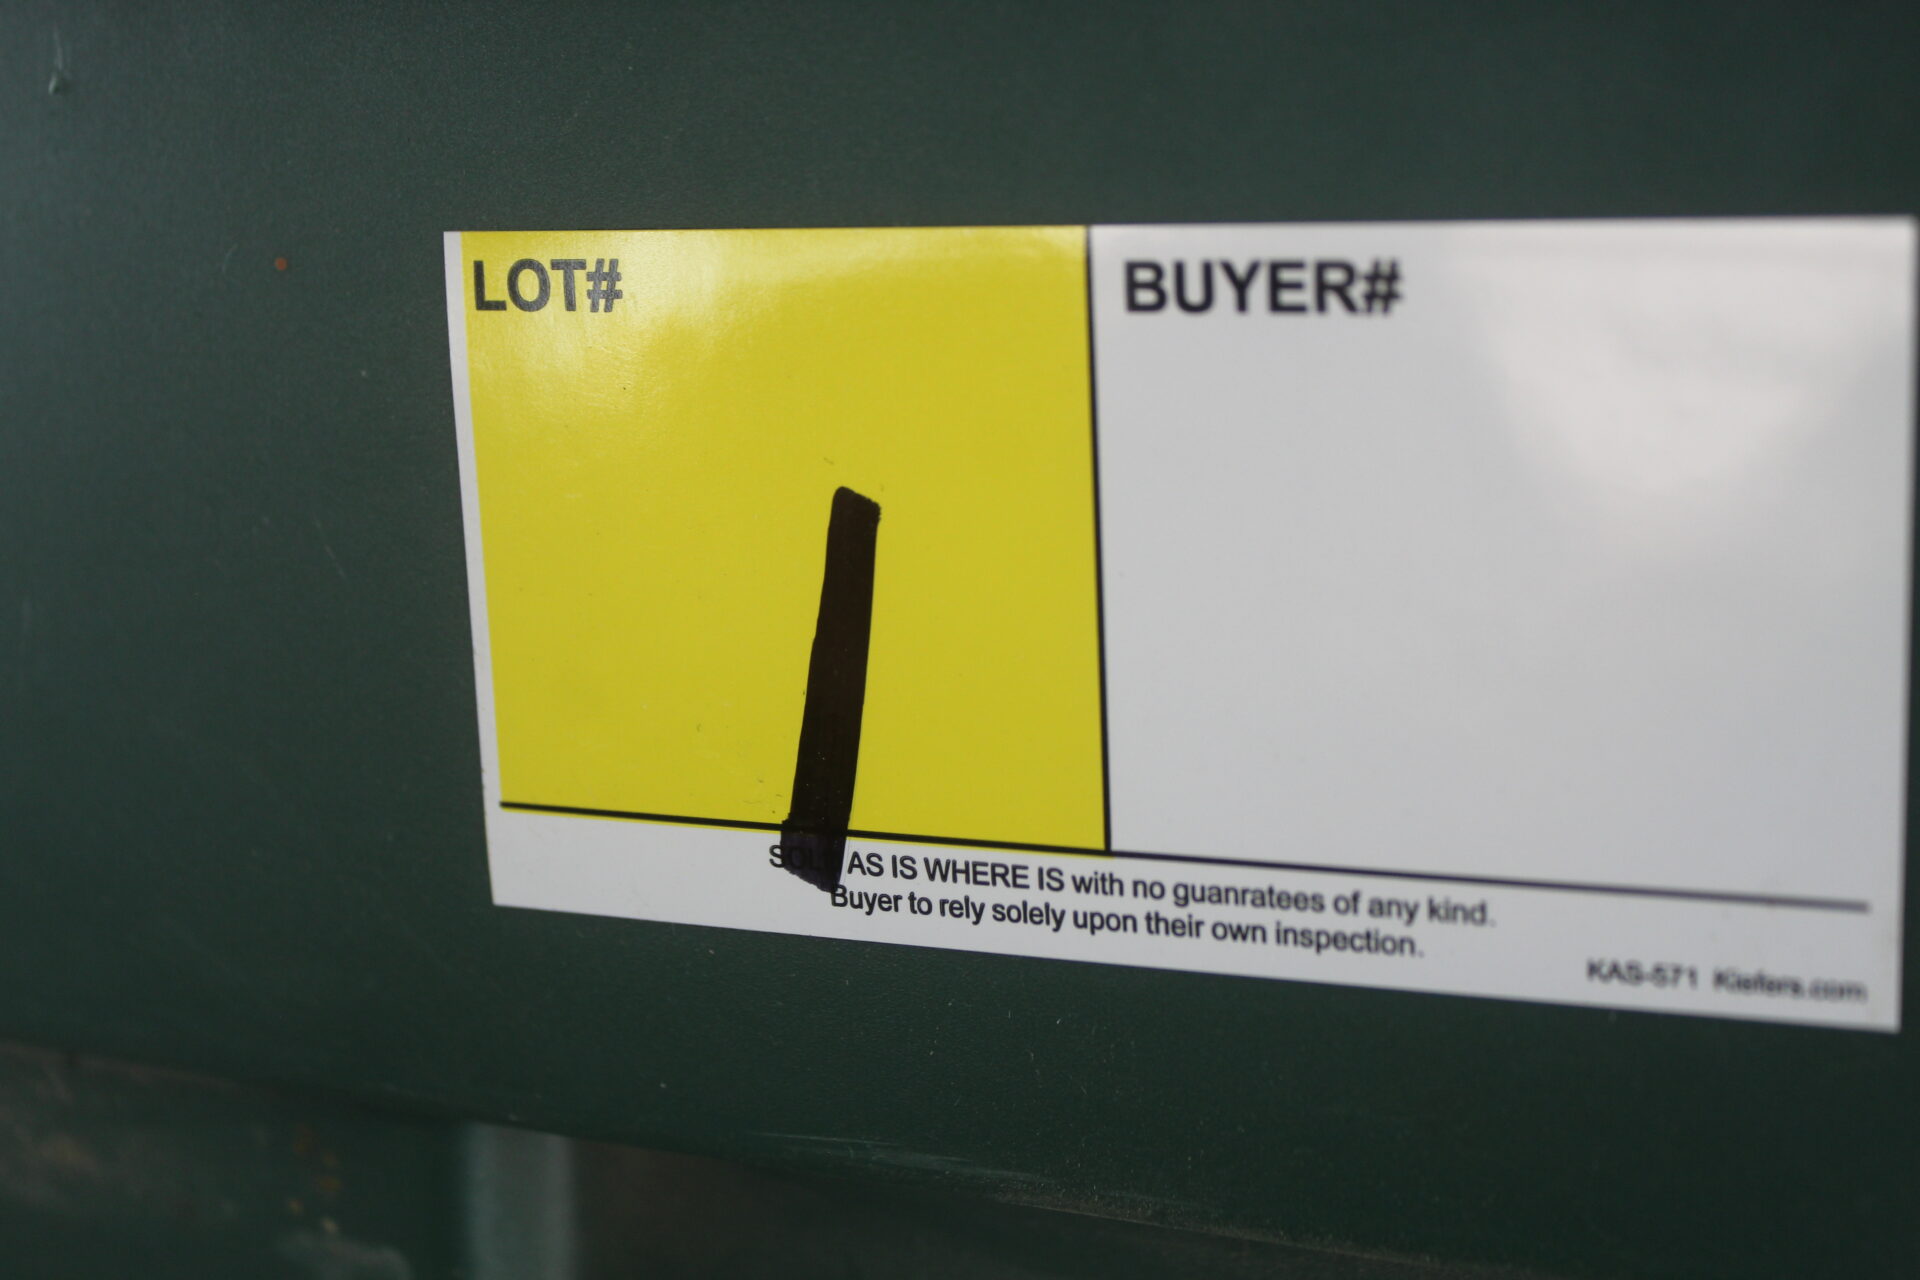 LOT# BUYER#
1
SOLD AS IS WHERE IS with no guanratees of any kind.
Buyer to rely solely upon their own inspection.
KAS-571 Kiefers.com